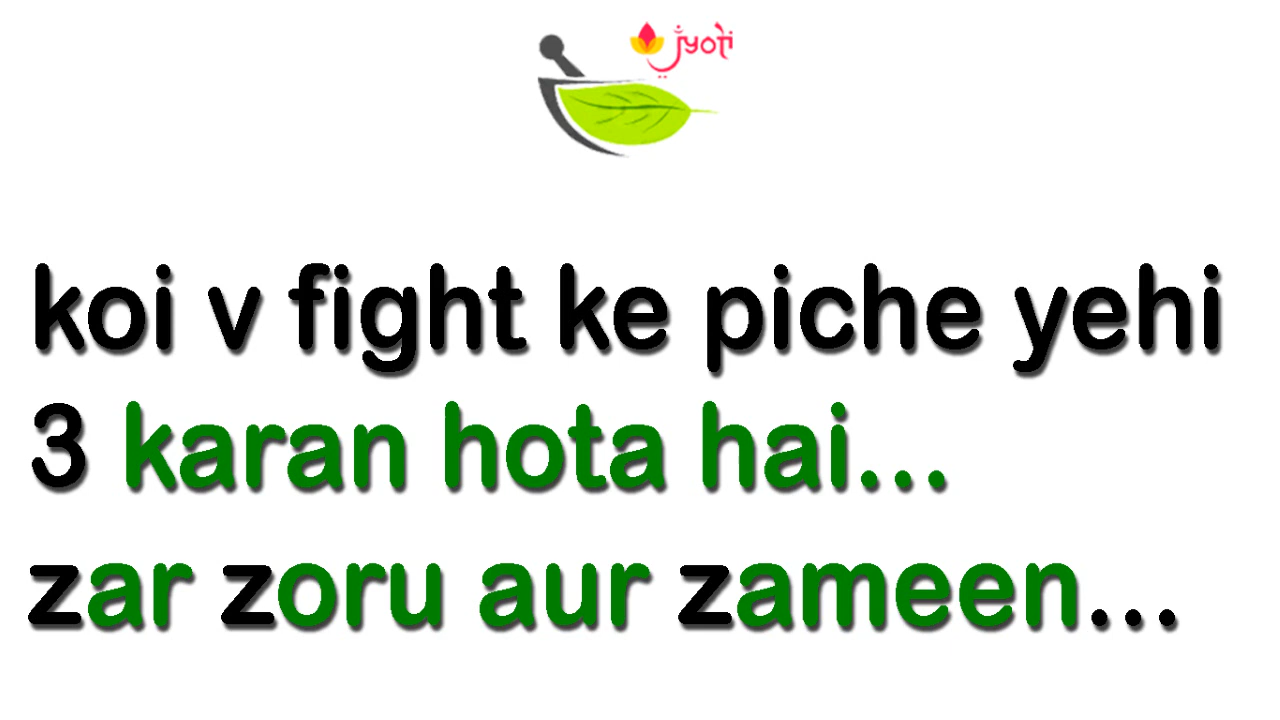 jyoti
koi v fight ke piche yehi
3 karan hota hai...
zar zoru aur zameen...